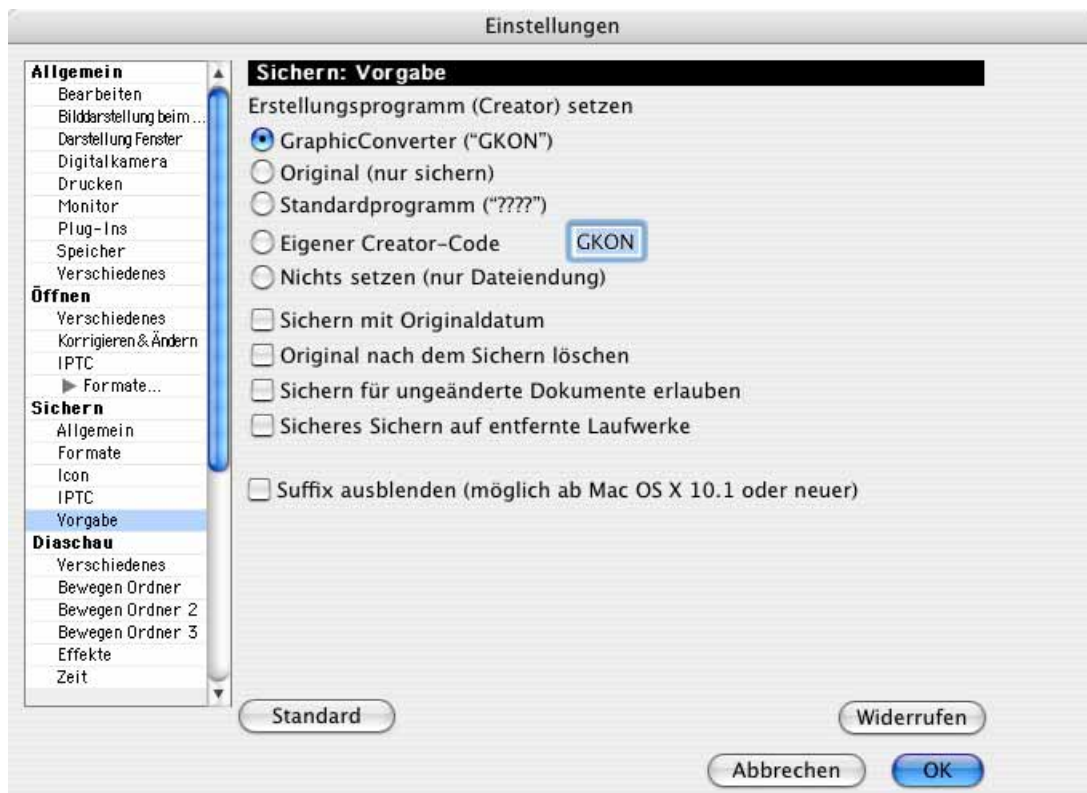 Einstellungen
Allgemein
Bearbeiten
Bilddarstellung beim ...
Darstellung Fenster
Digitalkamera
Drucken
Monitor
Plug-Ins
Speicher
Verschiedenes
Öffnen
Verschiedenes
Korrigieren & Ändern
IPTC
Formate...
Sichern
Allgemein
Formate
Icon
IPTC
Vorgabe
Diaschau
Verschiedenes
Bewegen Ordner
Bewegen Ordner 2
Bewegen Ordner 3
Effekte
Zeit
Sichern: Vorgabe
Erstellungsprogramm (Creator) setzen
GraphicConverter (“GKON”)
Original (nur sichern)
Standardprogramm (“????”)
Eigener Creator-Code GKON
Nichts setzen (nur Dateiendung)
Sichern mit Originaldatum
Original nach dem Sichern löschen
Sichern für ungeänderte Dokumente erlauben
Sicheres Sichern auf entfernte Laufwerke
Suffix ausblenden (möglich ab Mac OS X 10.1 oder neuer)
Standard
Widerrufen
Abbrechen
OK